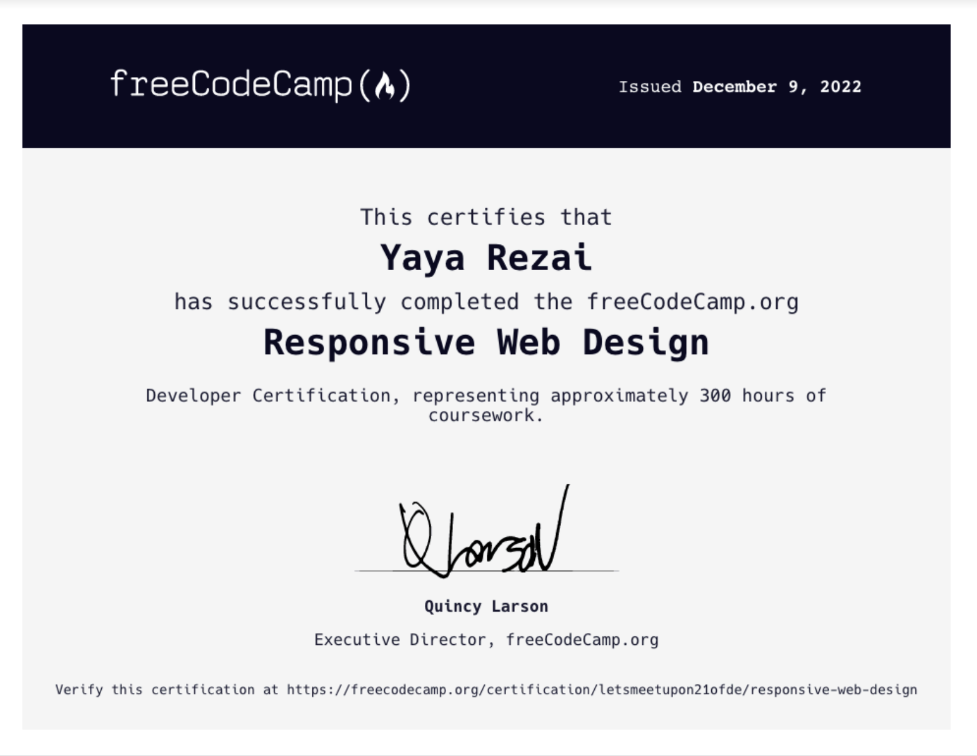 freeCodeCamp(🔥)
Issued December 9, 2022
This certifies that
Yaya Rezai
has successfully completed the freeCodeCamp.org
Responsive Web Design
Developer Certification, representing approximately 300 hours of
coursework.
Q Larson
Quincy Larson
Executive Director, freeCodeCamp.org
Verify this certification at https://freecodecamp.org/certification/letsmeetupon21ofde/responsive-web-design